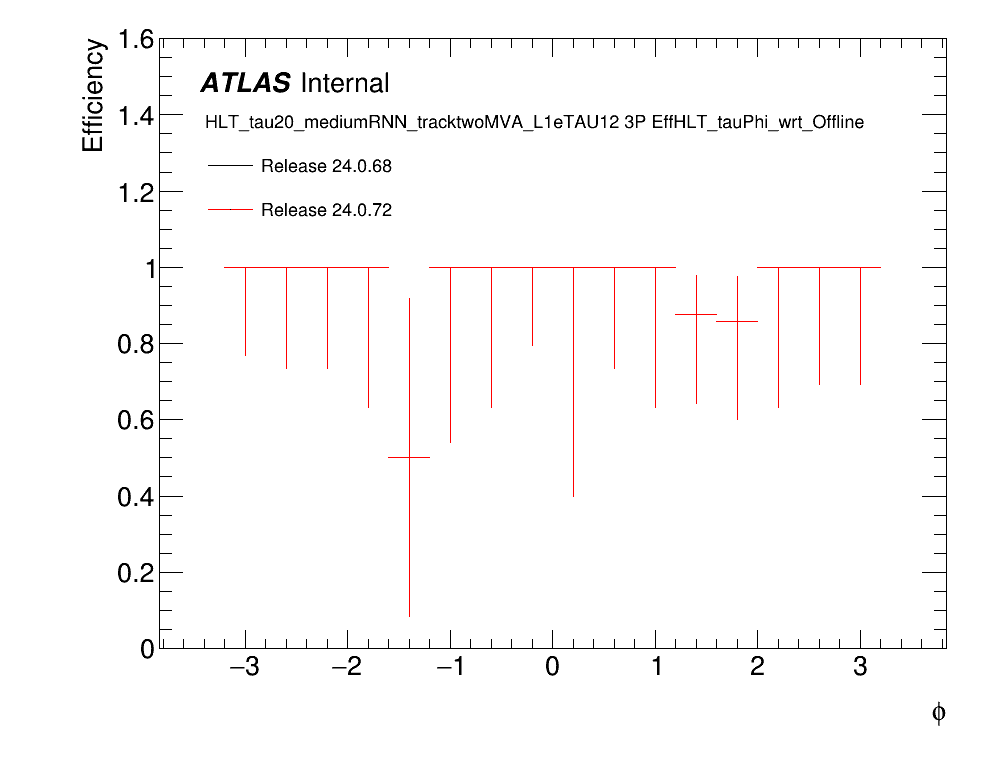 Efficiency
ATLAS Internal
HLT_tau20_mediumRNN_tracktwoMVA_L1eTAU12 3P EffHLT_tauPhi_wrt_Offline
Release 24.0.68
Release 24.0.72
1.6
1.4
1.2
1
0.8
0.6
0.4
0.2
0
−3 −2 −1 0 1 2 3
ϕ